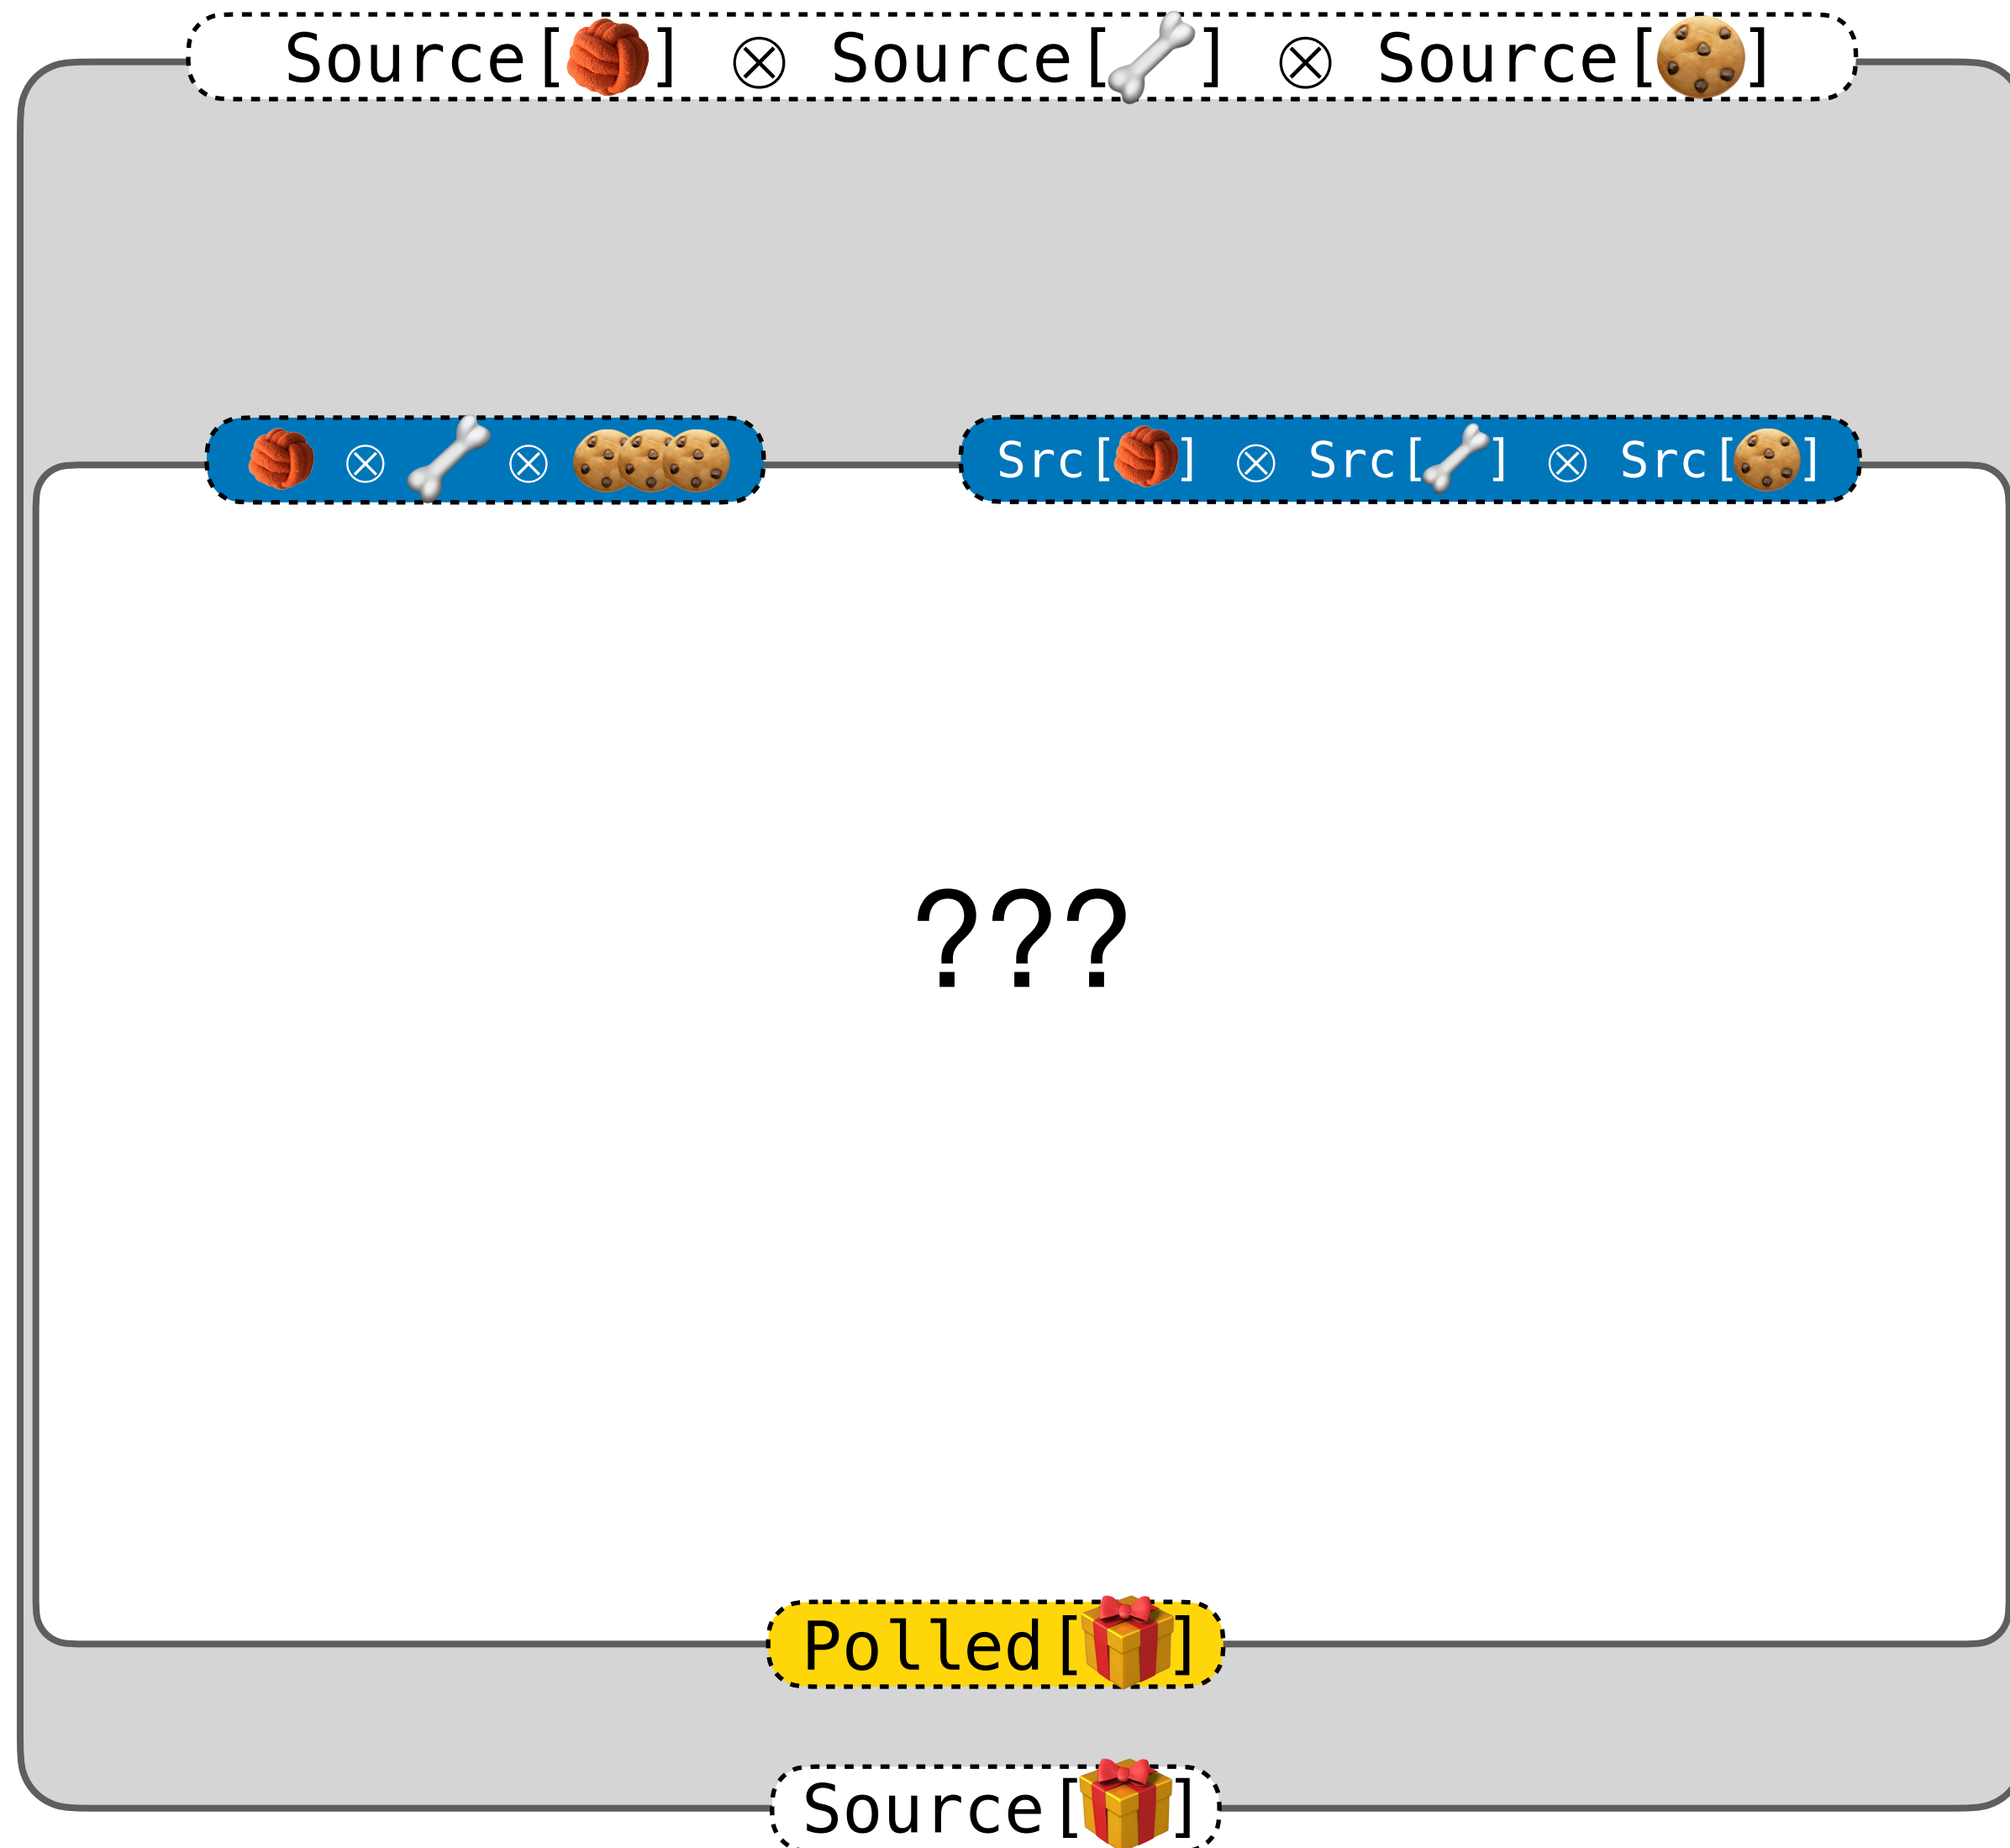 Source[🧶] ⊗ Source[🦴] ⊗ Source[🍪]
⊗ ⊗ Src[] ⊗ Src[🦴] ⊗ Src[🍪]
???
Polled[🎁]
Source[🎁]